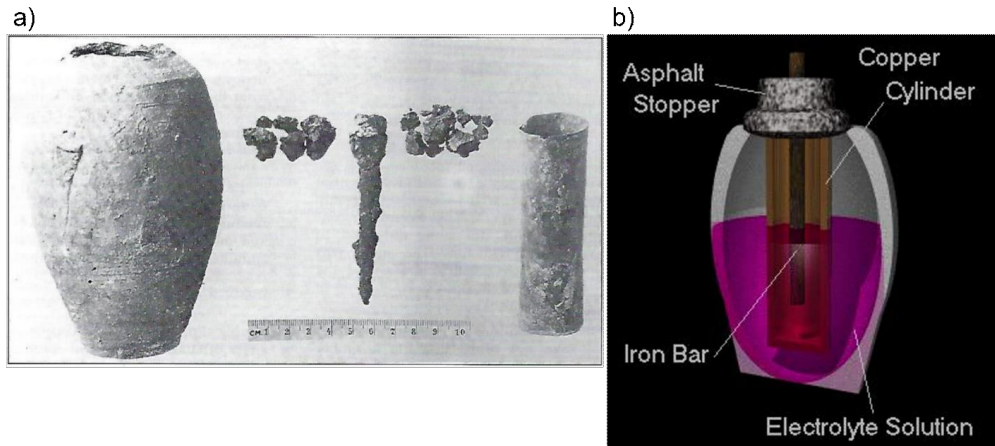 a)
b)
Asphalt
Stopper
Copper
Cylinder
CM. 1 2 3 4 5 6 7 8 9 10
Iron Bar
Electrolyte Solution